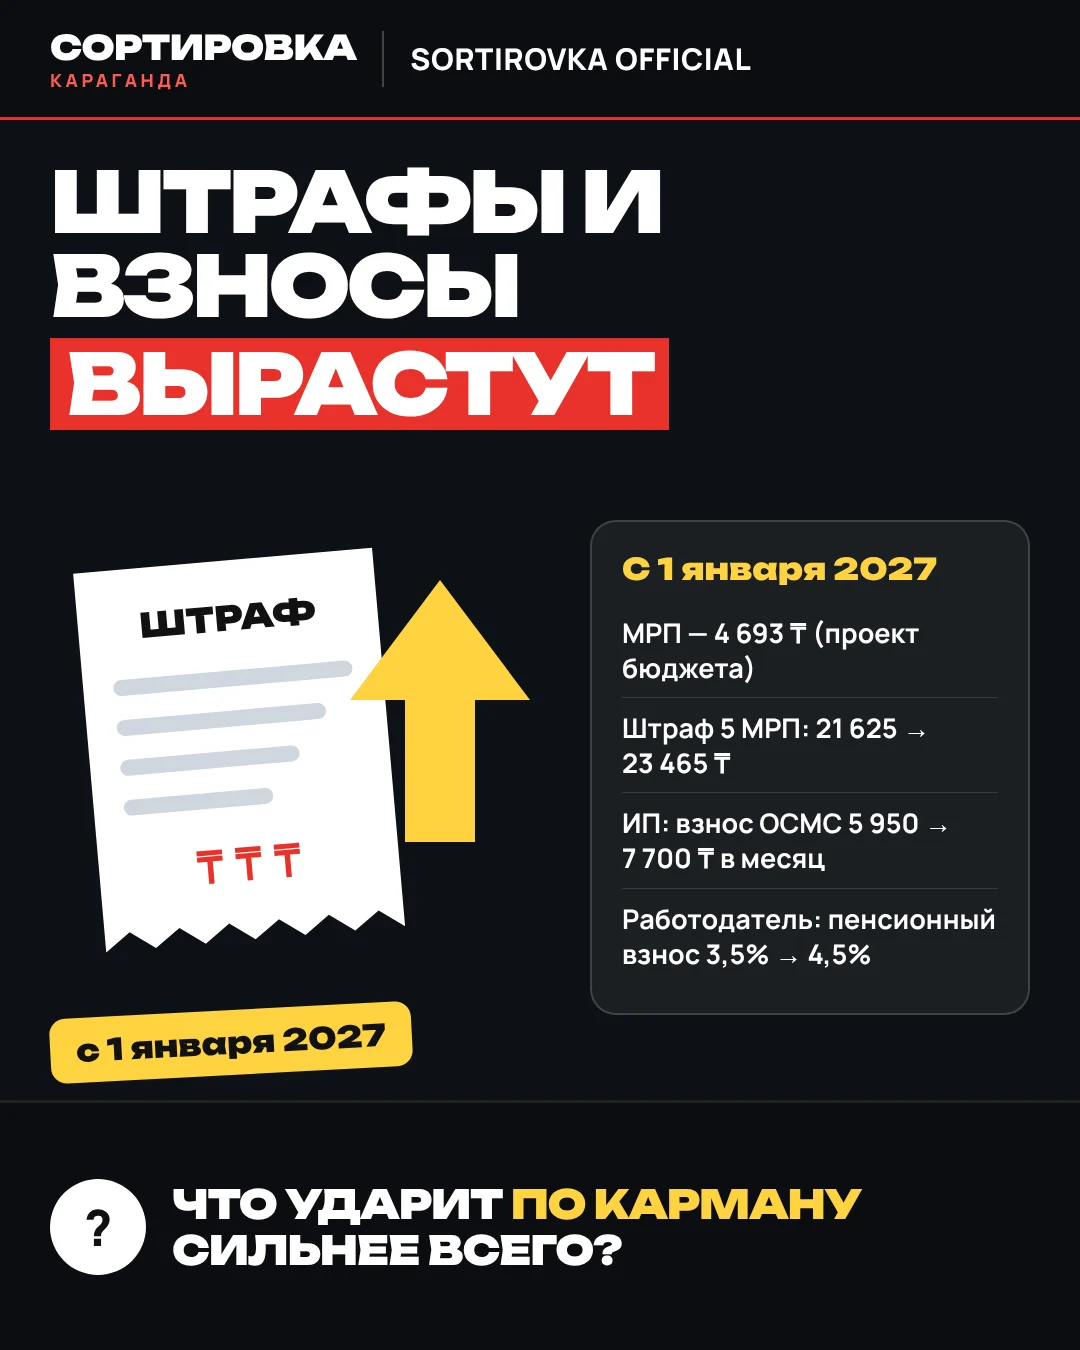 СОРТИРОВКА
КАРАГАНДА
SORTIROVKA OFFICIAL
ШТРАФЫ И
ВЗНОСЫ
ВЫРАСТУТ
ШТРАФ
₸ ₸ ₸
с 1 января 2027
С 1 января 2027
МРП — 4 693 ₸ (проект
бюджета)
Штраф 5 МРП: 21 625 →
23 465 ₸
ИП: взнос ОСМС 5 950 →
7 700 ₸ в месяц
Работодатель: пенсионный
взнос 3,5% → 4,5%
?
ЧТО УДАРИТ ПО КАРМАНУ
СИЛЬНЕЕ ВСЕГО?